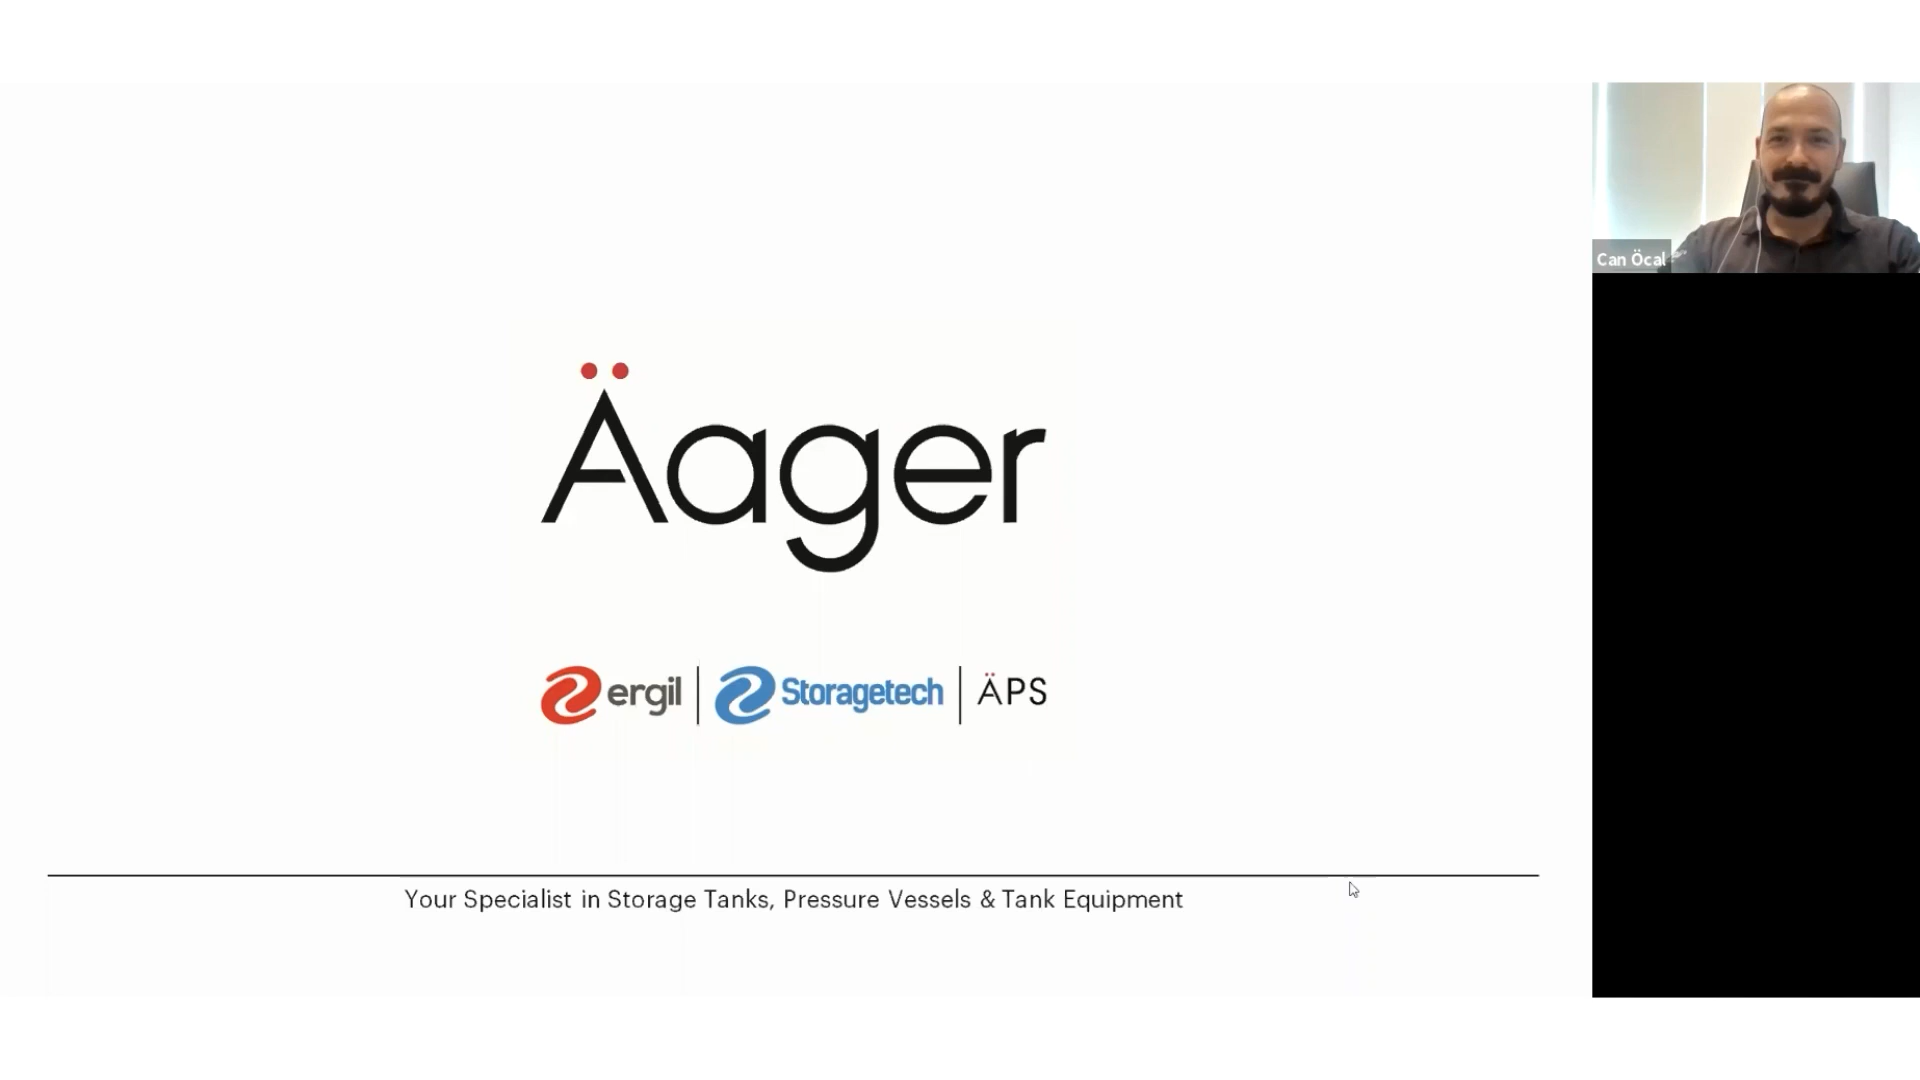 Äager
ergil | Storagetech | ÄPS
Your Specialist in Storage Tanks, Pressure Vessels & Tank Equipment
Can Öcal